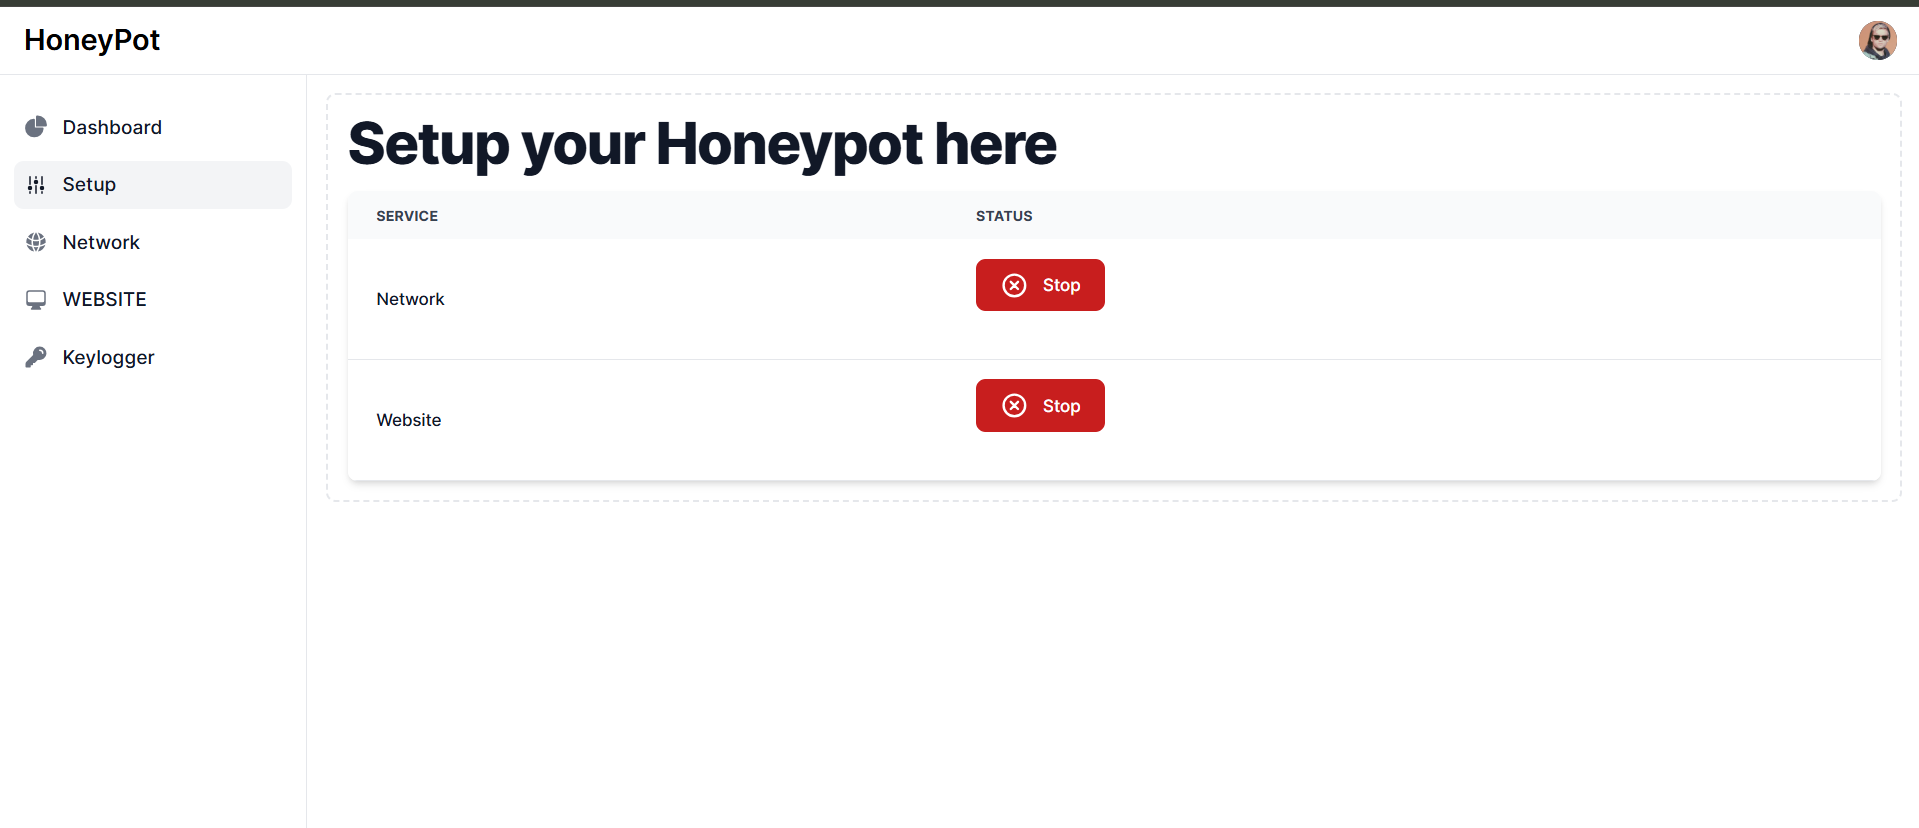 HoneyPot
Dashboard
Setup
Network
WEBSITE
Keylogger
Setup your Honeypot here
SERVICE STATUS
Network Stop
Website Stop